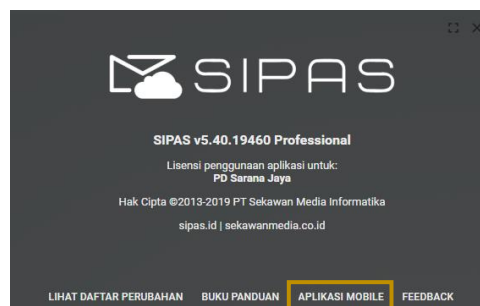 SIPAS
SIPAS v5.40.19460 Professional
Lisensi penggunaan aplikasi untuk:
PD Sarana Jaya
Hak Cipta ©2013-2019 PT Sekawan Media Informatika
sipas.id | sekawanmedia.co.id
LIHAT DAFTAR PERUBAHAN BUKU PANDUAN APLIKASI MOBILE FEEDBACK